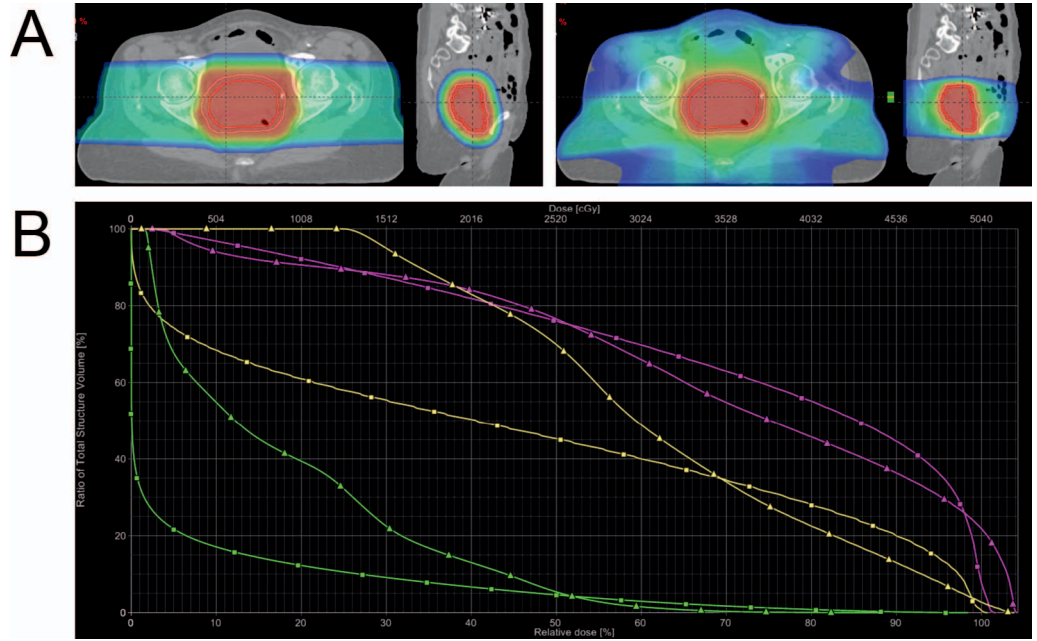 A
%
%
B
Dose [cGy]
0 504 1008 1512 2016 2520 3024 3528 4032 4536 5040
100
80
60
40
20
0
Ratio of Total Structure Volume [%]
0 10 20 30 40 50 60 70 80 90 100
Relative dose [%]